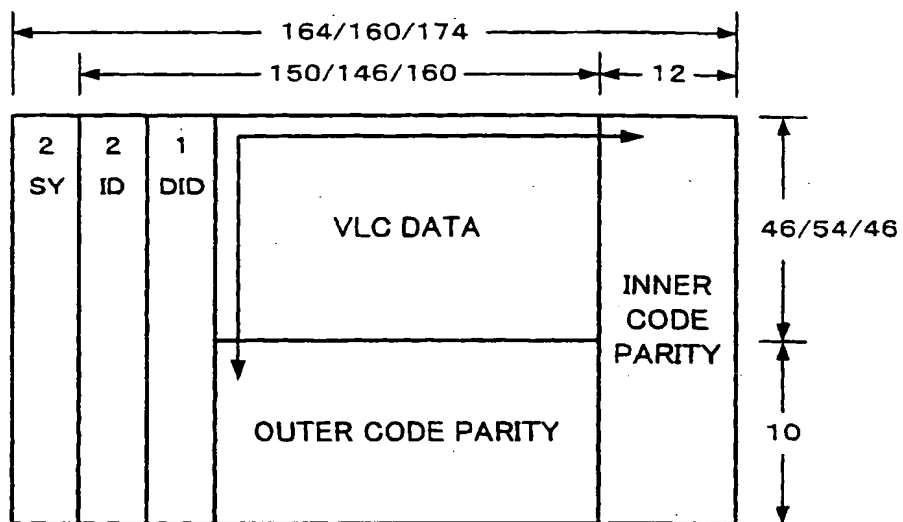 164/160/174
150/146/160
12
2
SY
2
ID
1
DID
VLC DATA
46/54/46
INNER
CODE
PARITY
OUTER CODE PARITY
10